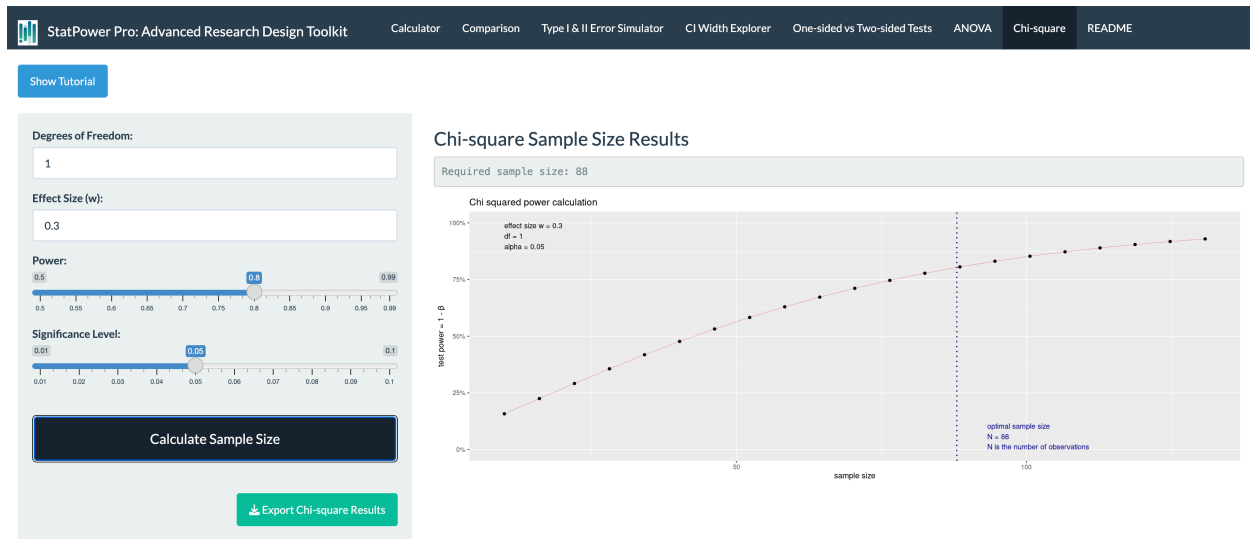 StatPower Pro: Advanced Research Design Toolkit
Calculator Comparison Type I & II Error Simulator CI Width Explorer One-sided vs Two-sided Tests ANOVA Chi-square README
Show Tutorial
Degrees of Freedom:
1
Effect Size (w):
0.3
Power:
0.5 0.8 0.99
0.5 0.55 0.6 0.65 0.7 0.75 0.8 0.85 0.9 0.95 0.99
Significance Level:
0.01 0.05 0.1
0.01 0.02 0.03 0.04 0.05 0.06 0.07 0.08 0.09 0.1
Calculate Sample Size
Export Chi-square Results
Chi-square Sample Size Results
Required sample size: 88
Chi squared power calculation
effect size w = 0.3
df = 1
alpha = 0.05
100%
75%
50%
25%
0%
test power = 1 - β
optimal sample size
N = 88
N is the number of observations
50 100
sample size